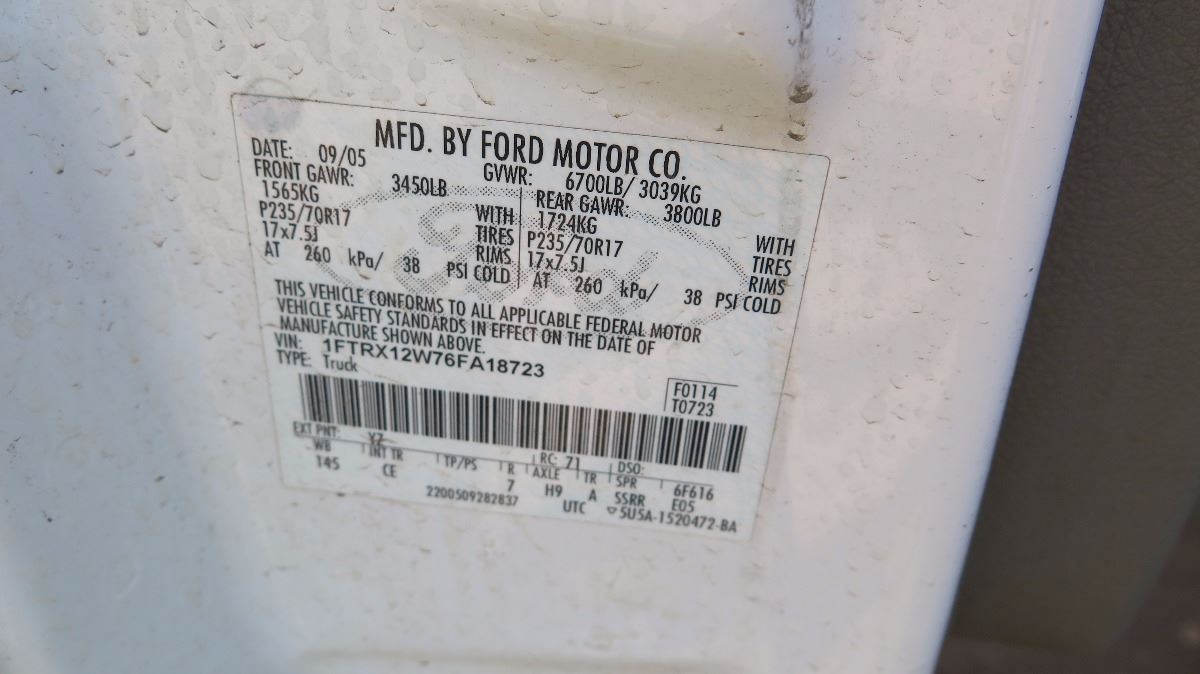 MFD. BY FORD MOTOR CO.
DATE: 09/05 GVWR: 6700LB/ 3039KG
FRONT GAWR: 3450LB REAR GAWR: 3800LB
1565KG WITH 1724KG WITH
P235/70R17 TIRES P235/70R17 TIRES
17x7.5J RIMS 17x7.5J RIMS
AT 260 kPa/ 38 PSI COLD AT 260 kPa/ 38 PSI COLD
THIS VEHICLE CONFORMS TO ALL APPLICABLE FEDERAL MOTOR
VEHICLE SAFETY STANDARDS IN EFFECT ON THE DATE OF
MANUFACTURE SHOWN ABOVE.
VIN: 1FTRX12W76FA18723
TYPE: Truck
F0114
T0723
EXT PNT: YZ RC: 71 DSO:
WB INT TR TP/PS R AXLE TR SPR 6F616
145 CE 7 H9 A SSRR E05
2200509282837 UTC ▽5U5A-1520472-BA
Ford